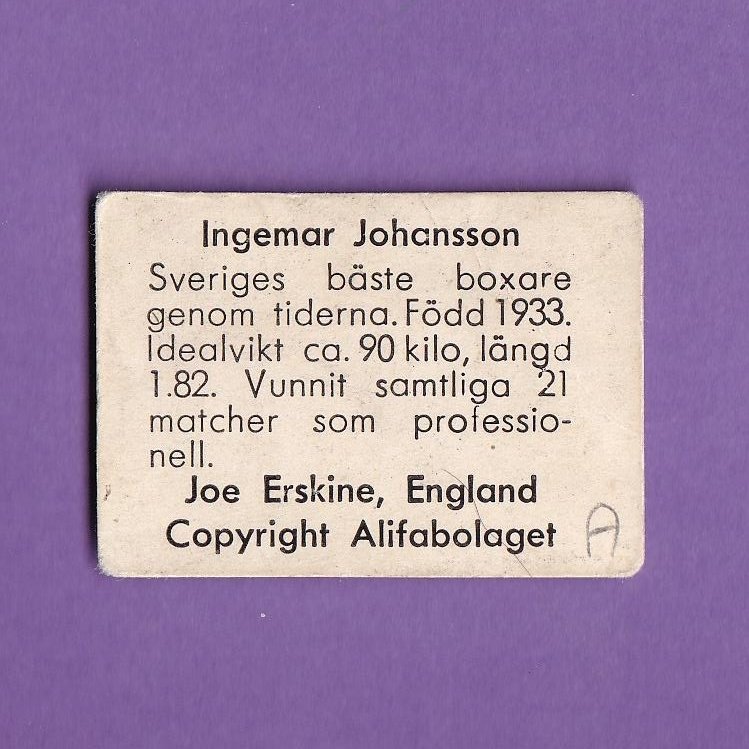 Ingemar Johansson
Sveriges bäste boxare
genom tiderna. Född 1933.
Idealvikt ca. 90 kilo, längd
1.82. Vunnit samtliga 21
matcher som professio-
nell.
Joe Erskine, England
Copyright Alifabolaget
A